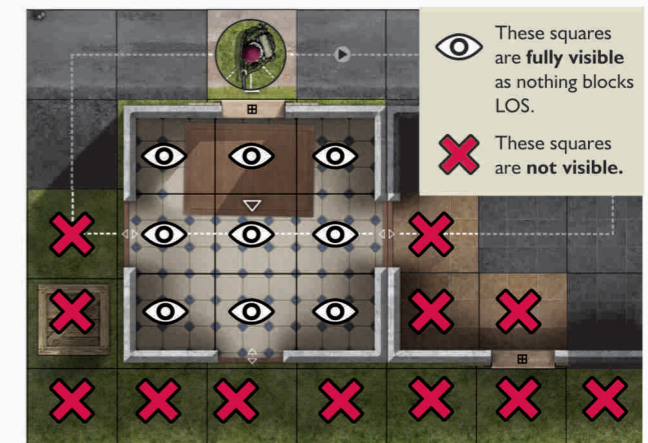 These squares
are fully visible
as nothing blocks
LOS.
These squares
are not visible.